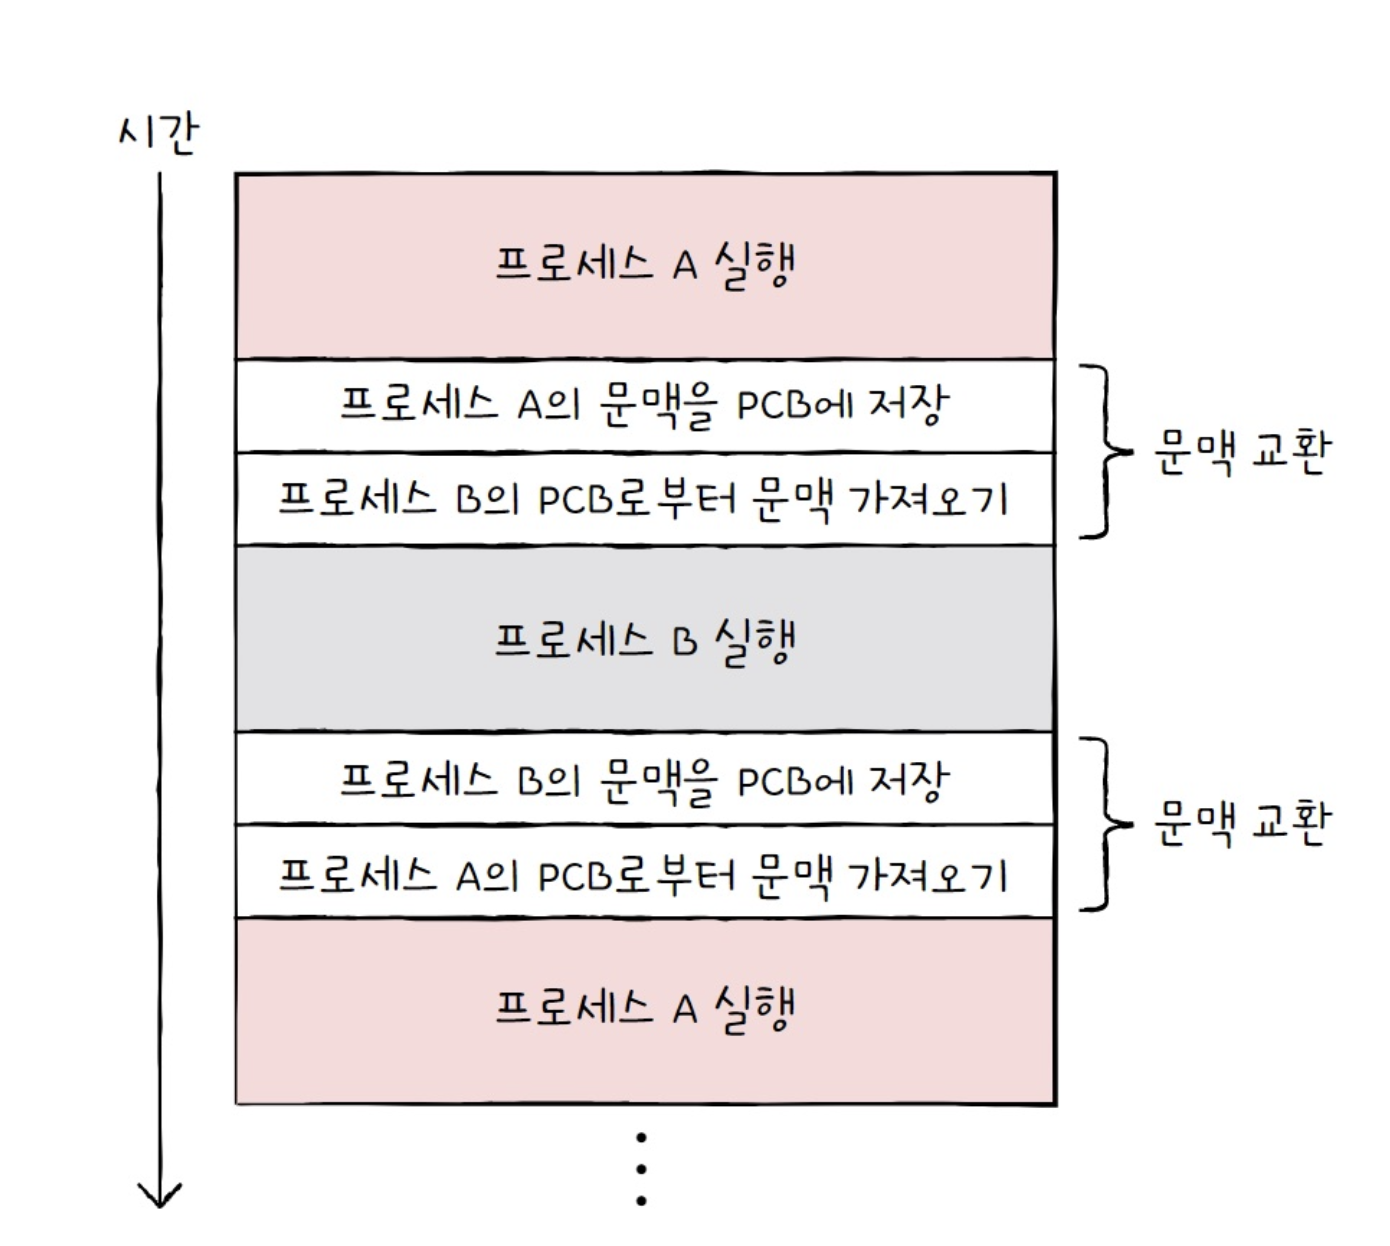 시간
프로세스 A 실행
프로세스 A의 문맥을 PCB에 저장
프로세스 B의 PCB로부터 문맥 가져오기
문맥 교환
프로세스 B 실행
프로세스 B의 문맥을 PCB에 저장
프로세스 A의 PCB로부터 문맥 가져오기
문맥 교환
프로세스 A 실행